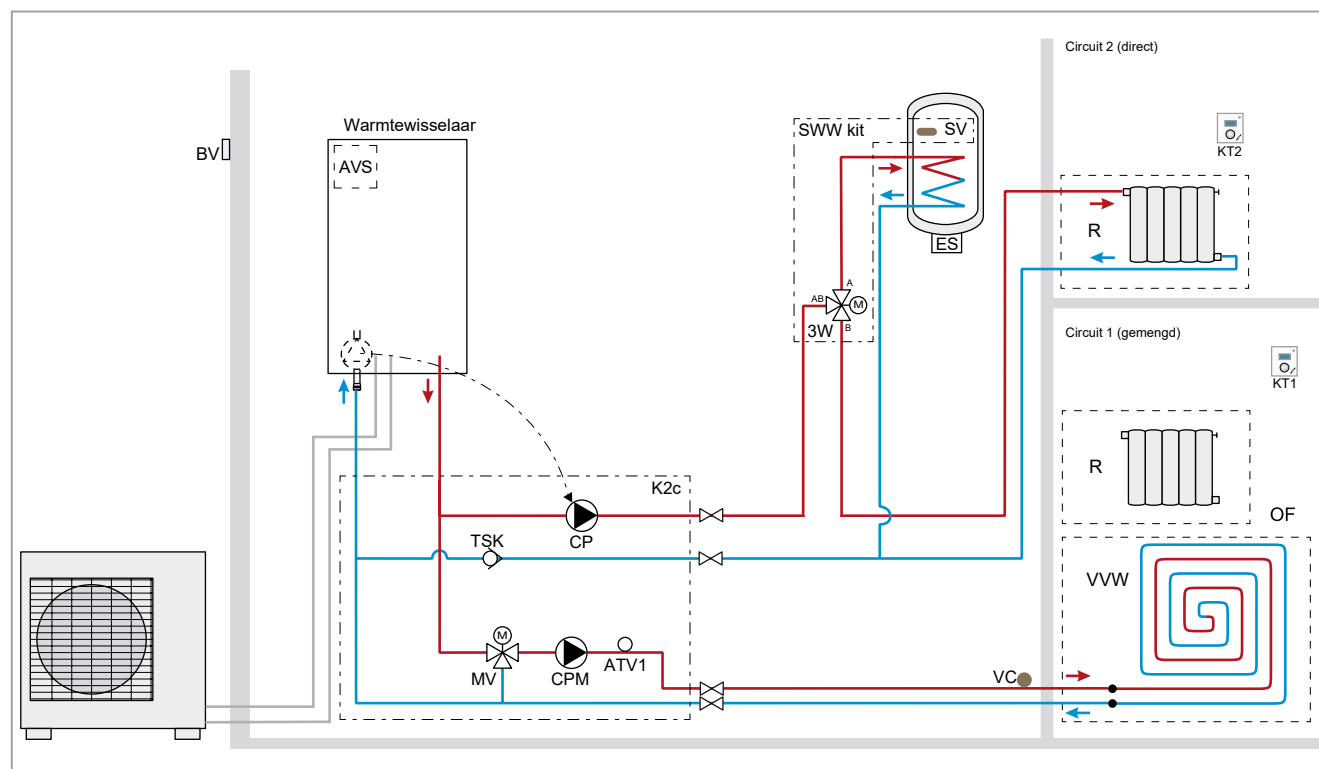 Circuit 2 (direct)
Warmtewisselaar
SWW kit
SV
KT2
BV
AVS
R
ES
A
AB
M
3W
B
Circuit 1 (gemengd)
KT1
R
K2c
OF
TSK
CP
VVW
M
MV
CPM
ATV1
VC